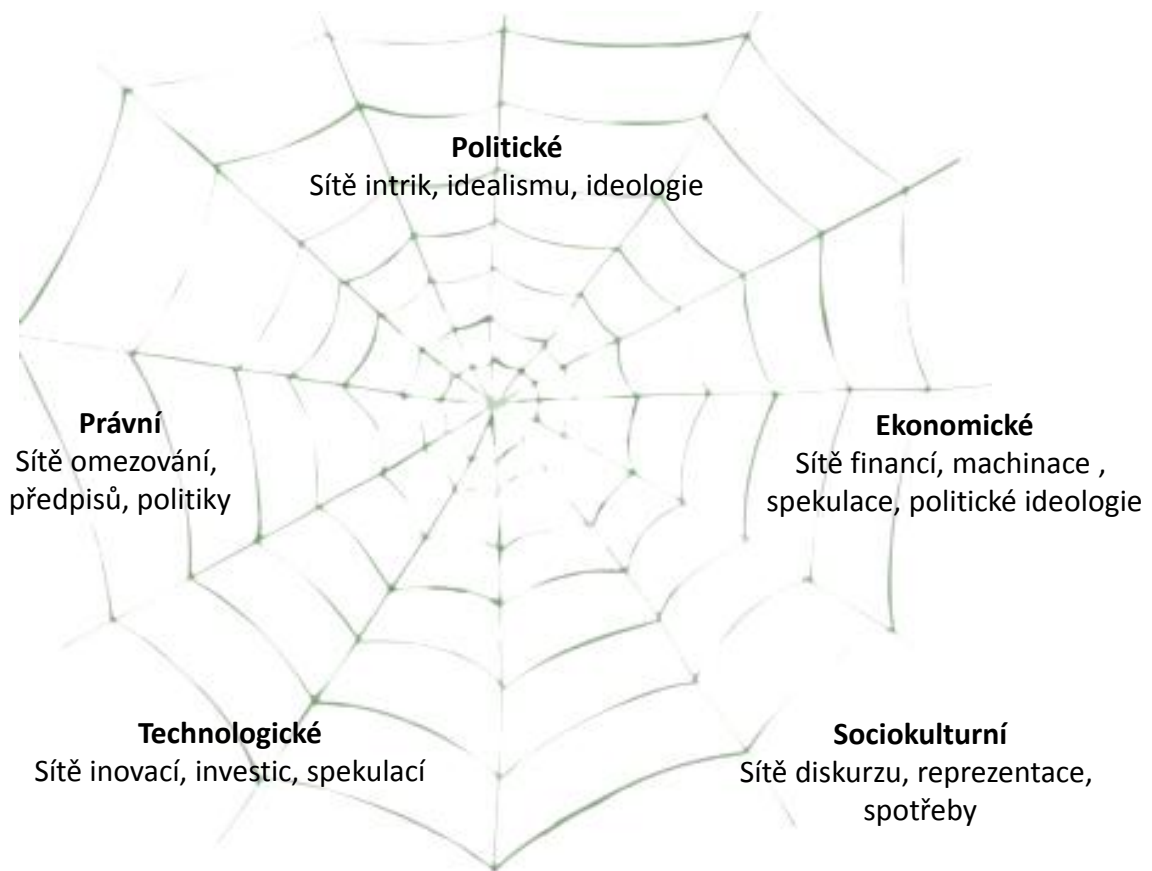 Politické
Sítě intrik, idealismu, ideologie
Právní
Sítě omezování,
předpisů, politiky
Ekonomické
Sítě financí, machinace ,
spekulace, politické ideologie
Technologické
Sítě inovací, investic, spekulací
Sociokulturní
Sítě diskurzu, reprezentace,
spotřeby